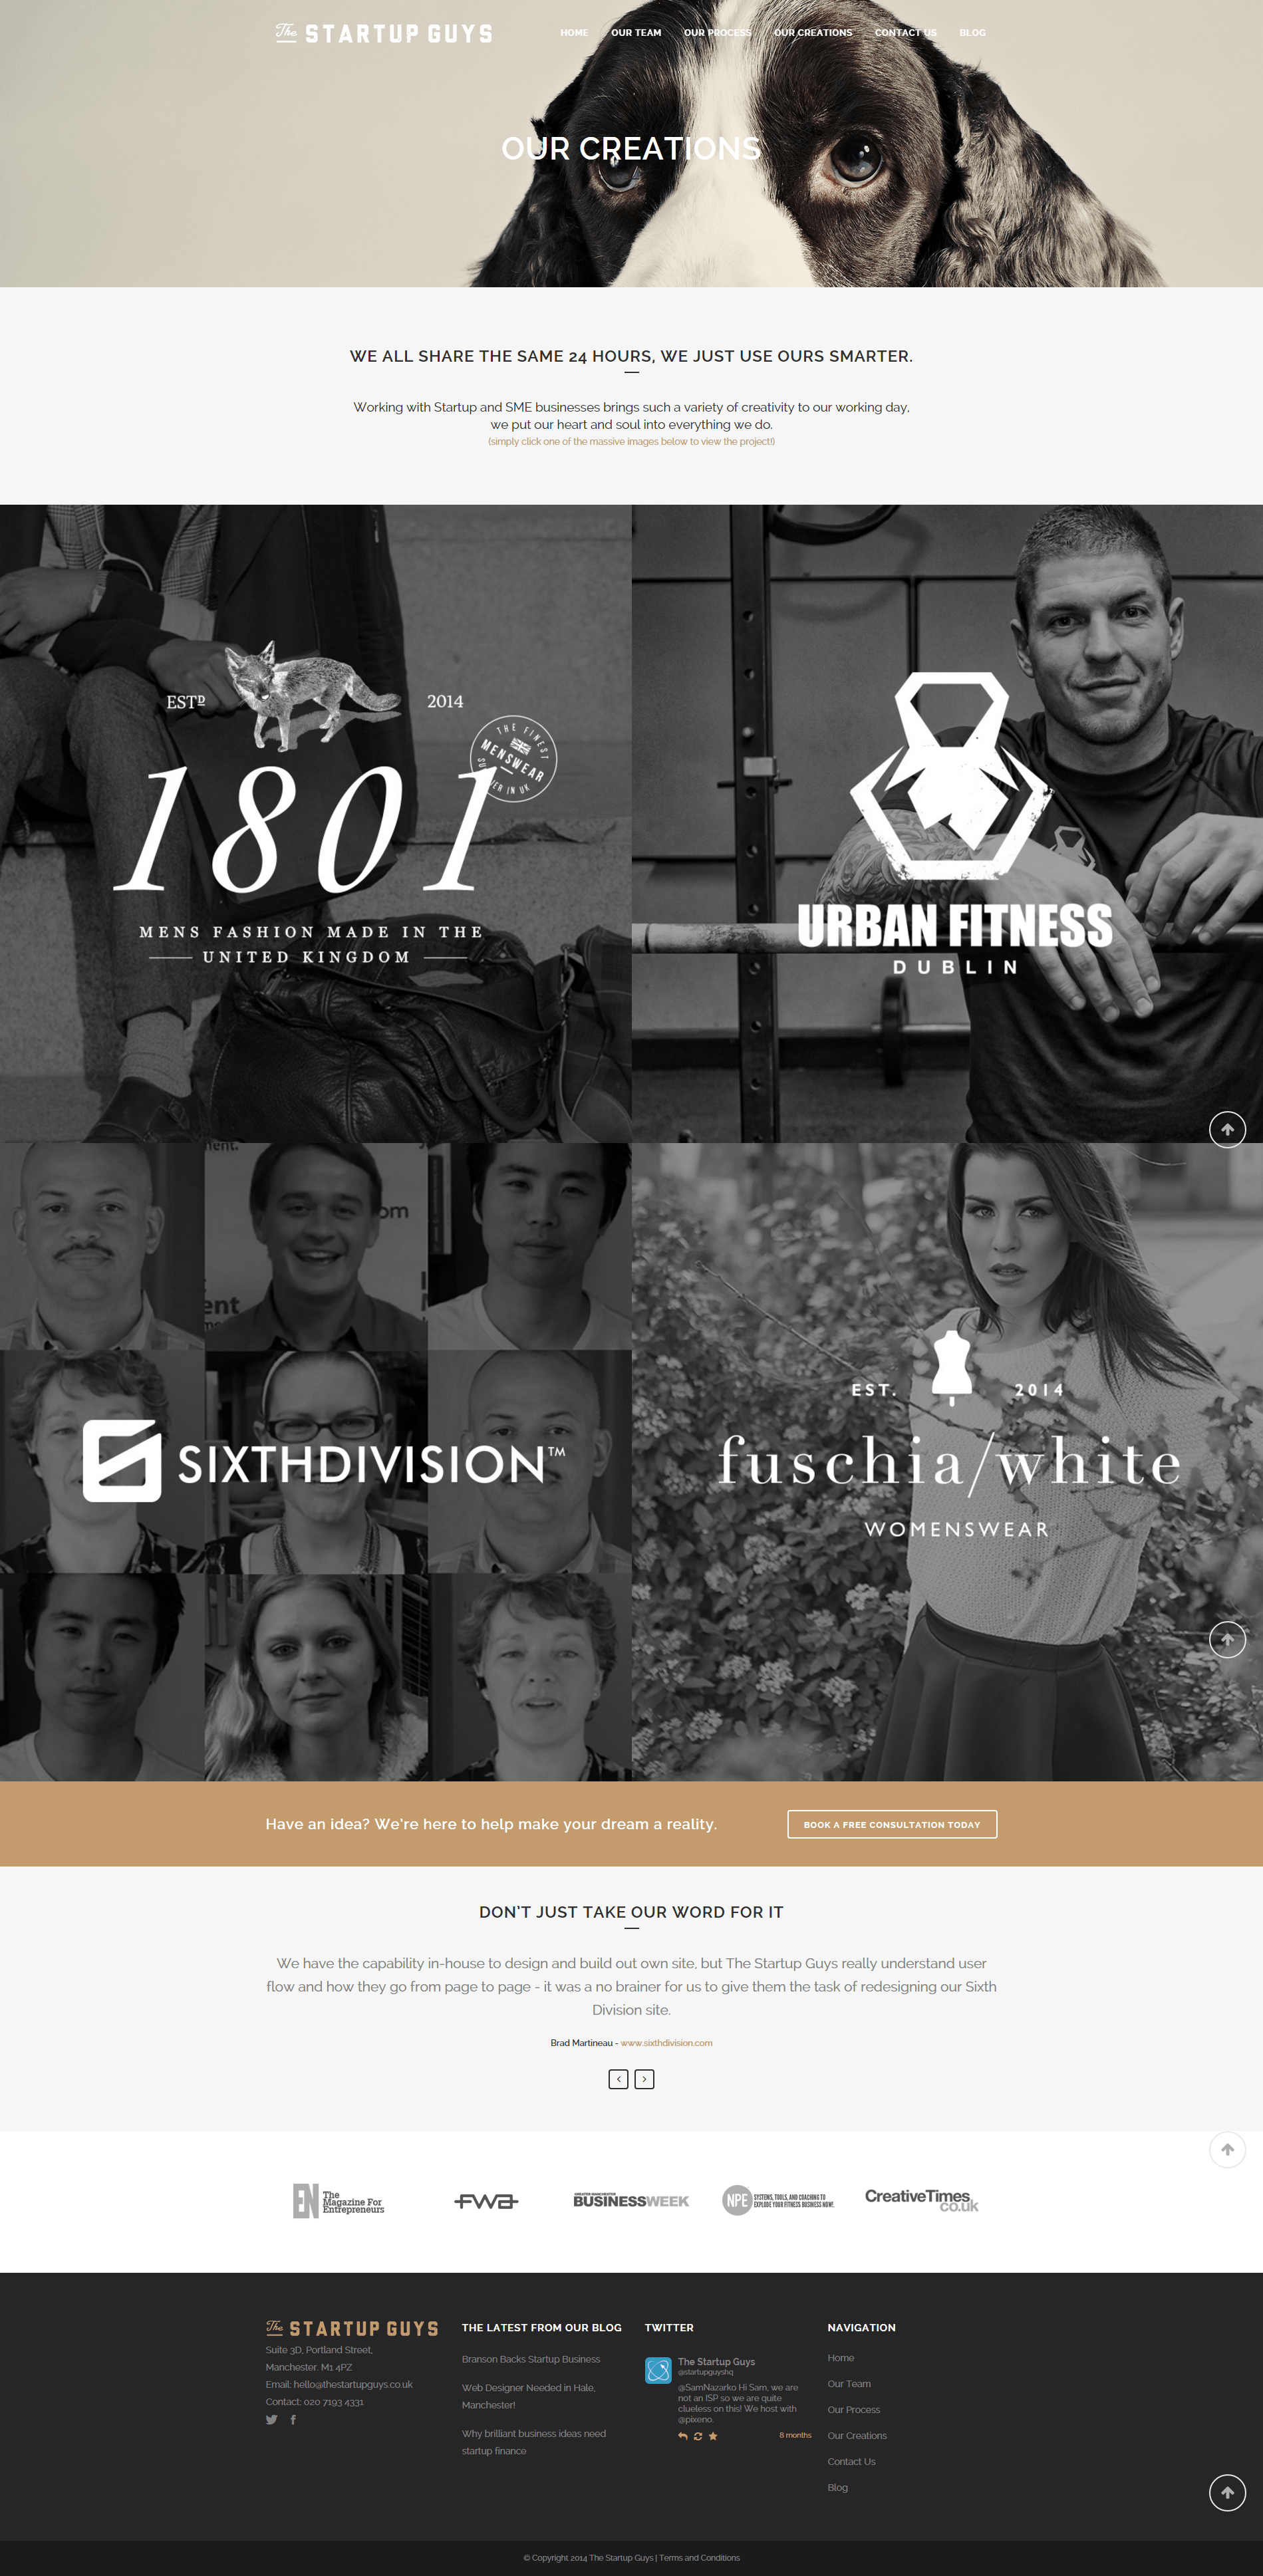 The STARTUP GUYS
HOME OUR TEAM OUR PROCESS OUR CREATIONS CONTACT US BLOG
OUR CREATIONS
WE ALL SHARE THE SAME 24 HOURS, WE JUST USE OURS SMARTER.
Working with Startup and SME businesses brings such a variety of creativity to our working day,
we put our heart and soul into everything we do.
(simply click one of the massive images below to view the project!)
ESTD 2014
THE FINEST
MENSWEAR
IN UK
1801
MENS FASHION MADE IN THE
UNITED KINGDOM
URBAN FITNESS
DUBLIN
SIXTHDIVISION™
EST. 2014
fuschia/white
WOMENSWEAR
Have an idea? We're here to help make your dream a reality.
BOOK A FREE CONSULTATION TODAY
DON'T JUST TAKE OUR WORD FOR IT
We have the capability in-house to design and build out own site, but The Startup Guys really understand user
flow and how they go from page to page - it was a no brainer for us to give them the task of redesigning our Sixth
Division site.
Brad Martineau - www.sixthdivision.com
EN The
Magazine For
Entrepreneurs
FWA
GREATER MANCHESTER
BUSINESSWEEK
NPE SYSTEMS, TOOLS, AND COACHING TO
EXPLODE YOUR FITNESS BUSINESS NOW!.
CreativeTimes
co.uk
The STARTUP GUYS
Suite 3D, Portland Street,
Manchester. M1 4PZ
Email: hello@thestartupguys.co.uk
Contact: 020 7193 4331
THE LATEST FROM OUR BLOG
Branson Backs Startup Business
Web Designer Needed in Hale,
Manchester!
Why brilliant business ideas need
startup finance
TWITTER
The Startup Guys
@startupguyshq
@SamNazarko Hi Sam, we are
not an ISP so we are quite
clueless on this! We host with
@pixeno.
8 months
NAVIGATION
Home
Our Team
Our Process
Our Creations
Contact Us
Blog
© Copyright 2014 The Startup Guys | Terms and Conditions